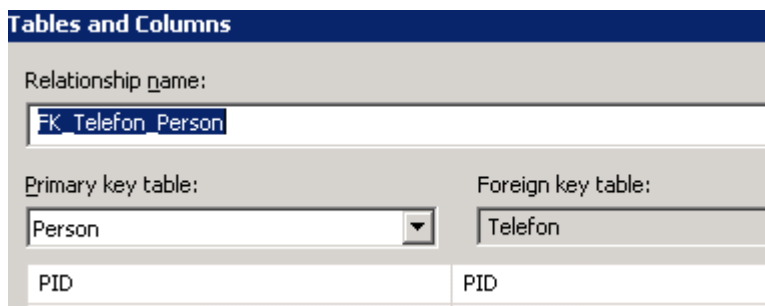 Tables and Columns
Relationship name:
FK_Telefon_Person
Primary key table:
Foreign key table:
Person
Telefon
PID
PID